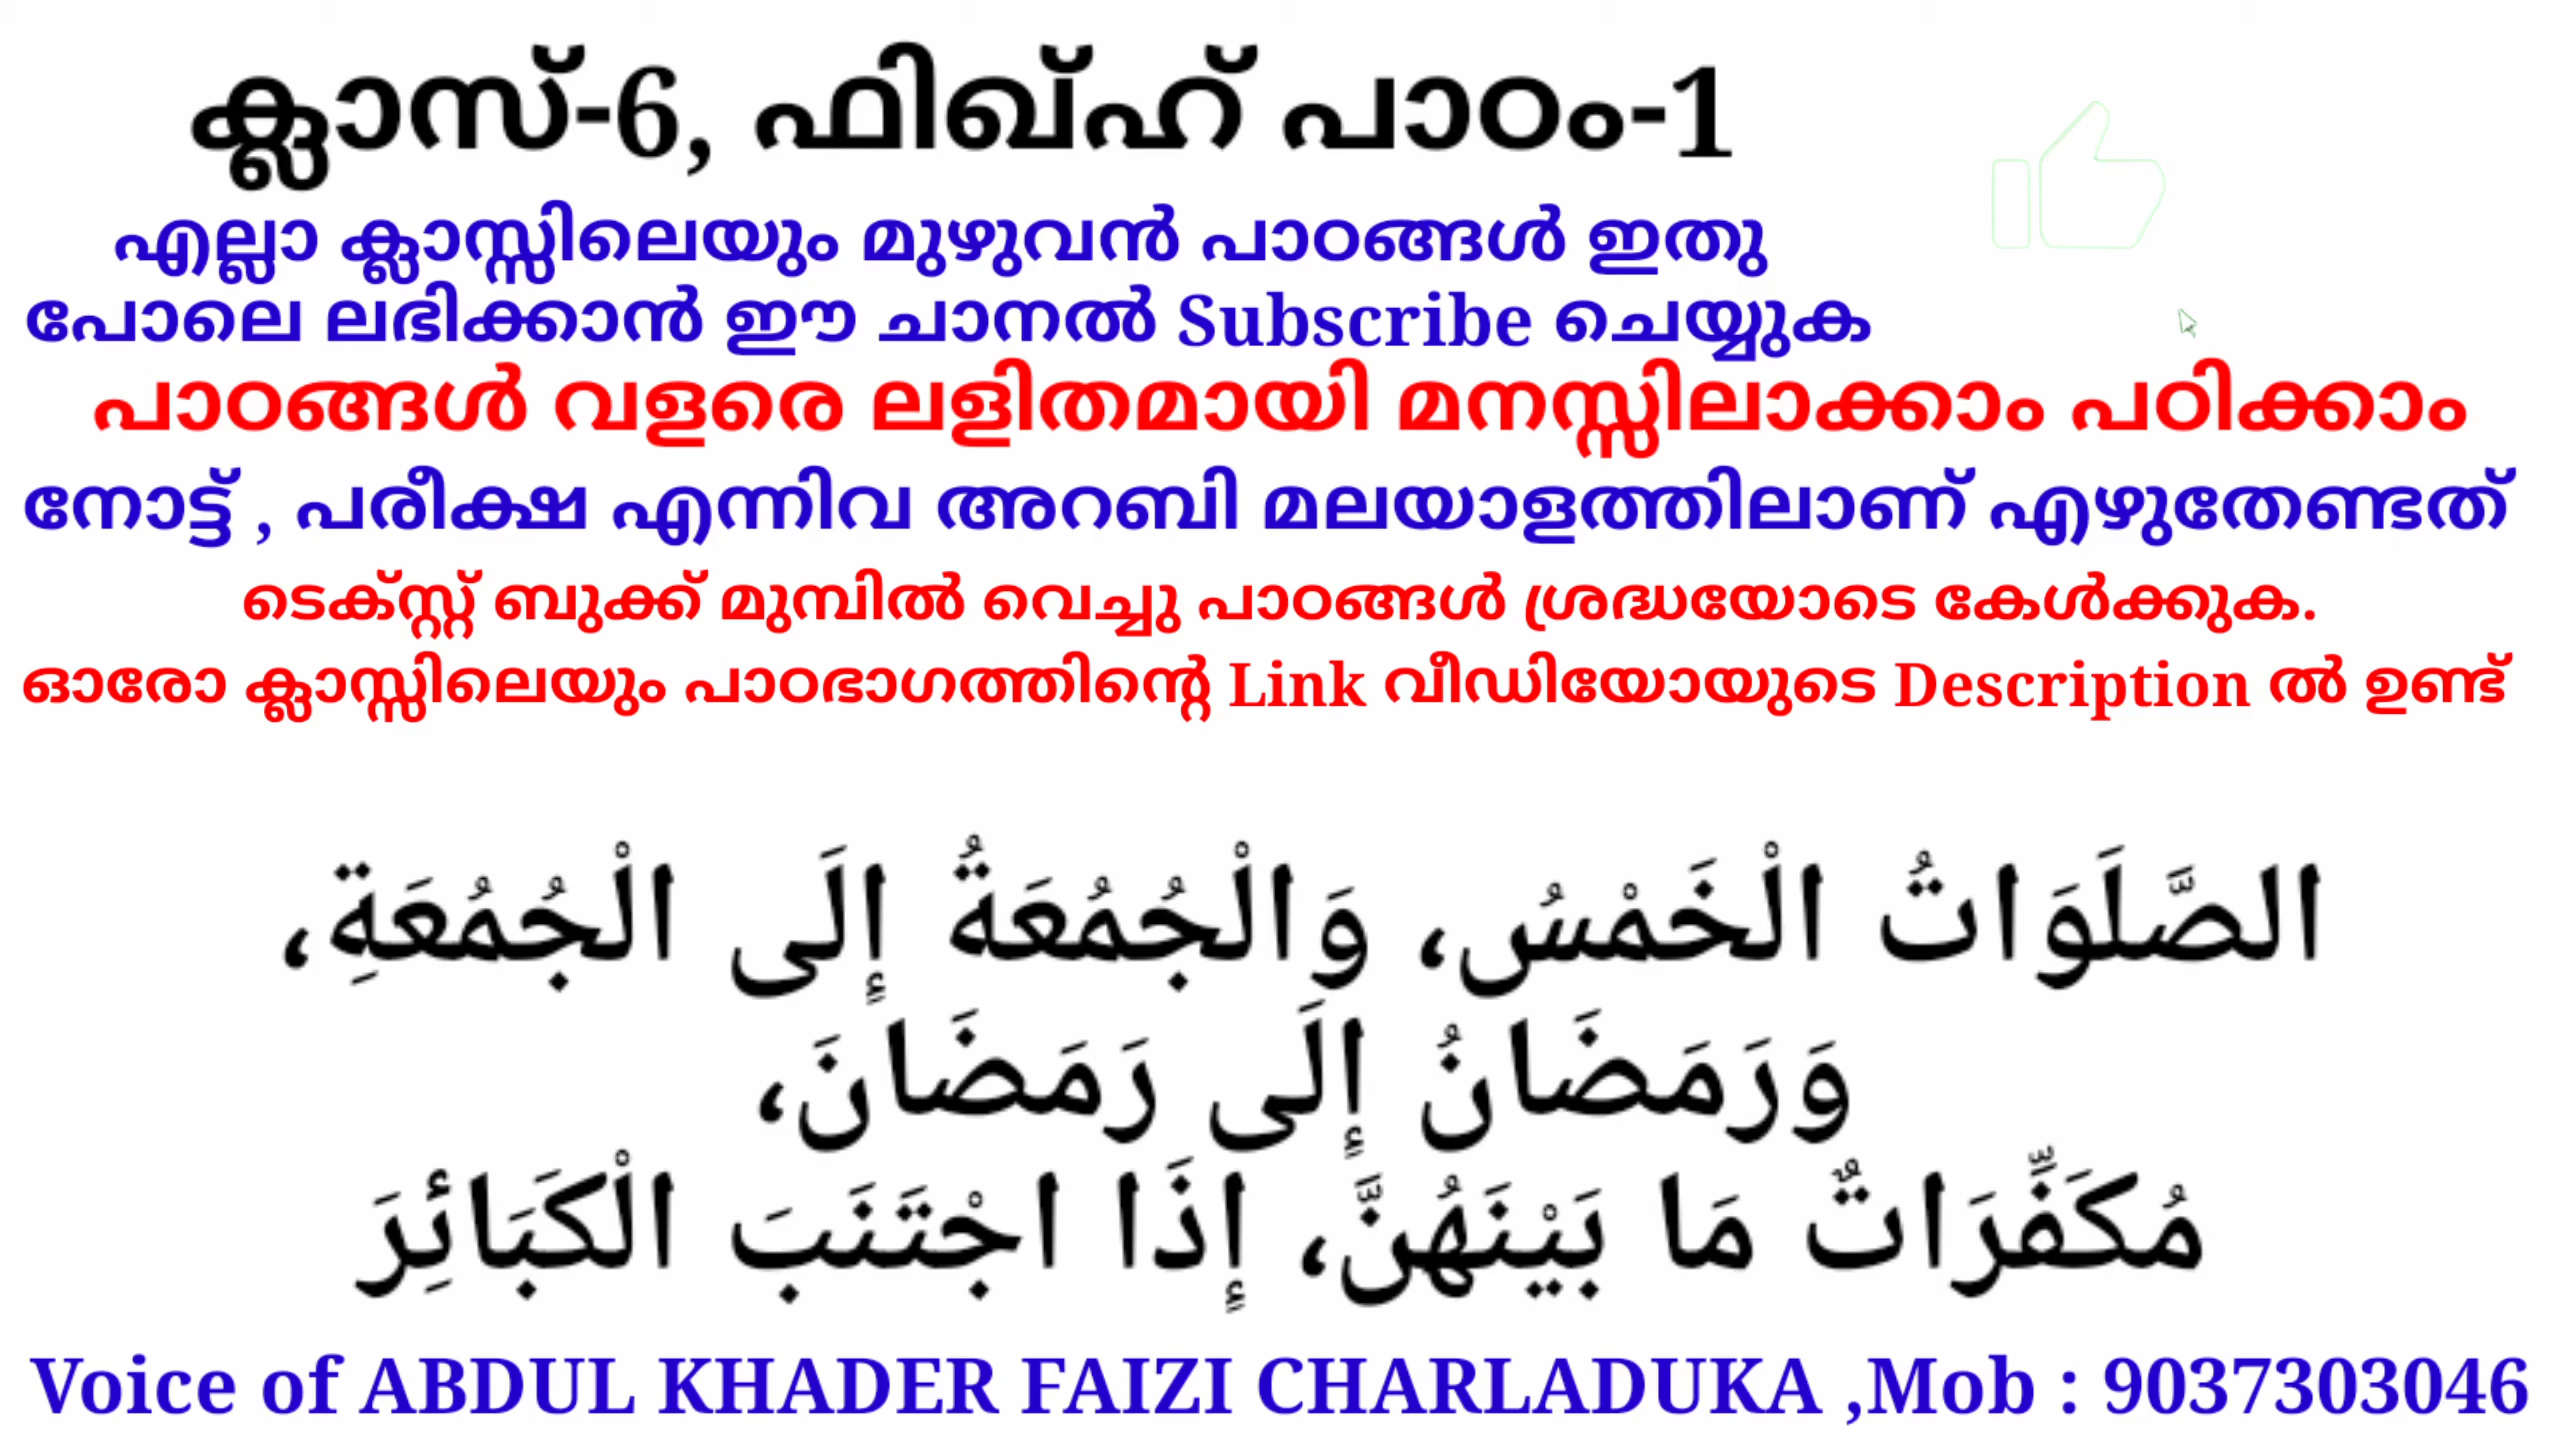 ക്ലാസ്-6, ഫിഖ്ഹ് പാഠം-1
എല്ലാ ക്ലാസ്സിലെയും മുഴുവൻ പാഠങ്ങൾ ഇതു
പോലെ ലഭിക്കാൻ ഈ ചാനൽ Subscribe ചെയ്യുക
പാഠങ്ങൾ വളരെ ലളിതമായി മനസ്സിലാക്കാം പഠിക്കാം
നോട്ട് , പരീക്ഷ എന്നിവ അറബി മലയാളത്തിലാണ് എഴുതേണ്ടത്
ടെക്സ്റ്റ് ബുക്ക് മുമ്പിൽ വെച്ചു പാഠങ്ങൾ ശ്രദ്ധയോടെ കേൾക്കുക.
ഓരോ ക്ലാസ്സിലെയും പാഠഭാഗത്തിന്റെ Link വീഡിയോയുടെ Description ൽ ഉണ്ട്
الصَّلَوَاتُ الْخَمْسُ، وَالْجُمُعَةُ إِلَى الْجُمُعَةِ،
وَرَمَضَانُ إِلَى رَمَضَانَ،
مُكَفِّرَاتٌ مَا بَيْنَهُنَّ، إِذَا اجْتَنَبَ الْكَبَائِرَ
Voice of ABDUL KHADER FAIZI CHARLADUKA ,Mob : 9037303046